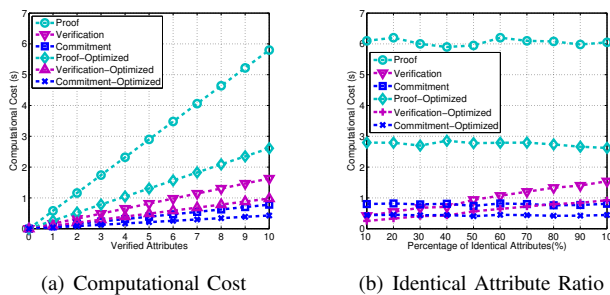 (a)
7
6
5
4
3
2
1
0
Computational Cost (s)
Proof
Verification
Commitment
Proof−Optimized
Verification−Optimized
Commitment−Optimized
0 1 2 3 4 5 6 7 8 9 10
Verified Attributes
(a) Computational Cost
(b)
7
6
5
4
3
2
1
0
Computational Cost (s)
Proof
Verification
Commitment
Proof−Optimized
Verification−Optimized
Commitment−Optimized
10 20 30 40 50 60 70 80 90 10
Percentage of Identical Attributes(%)
(b) Identical Attribute Ratio